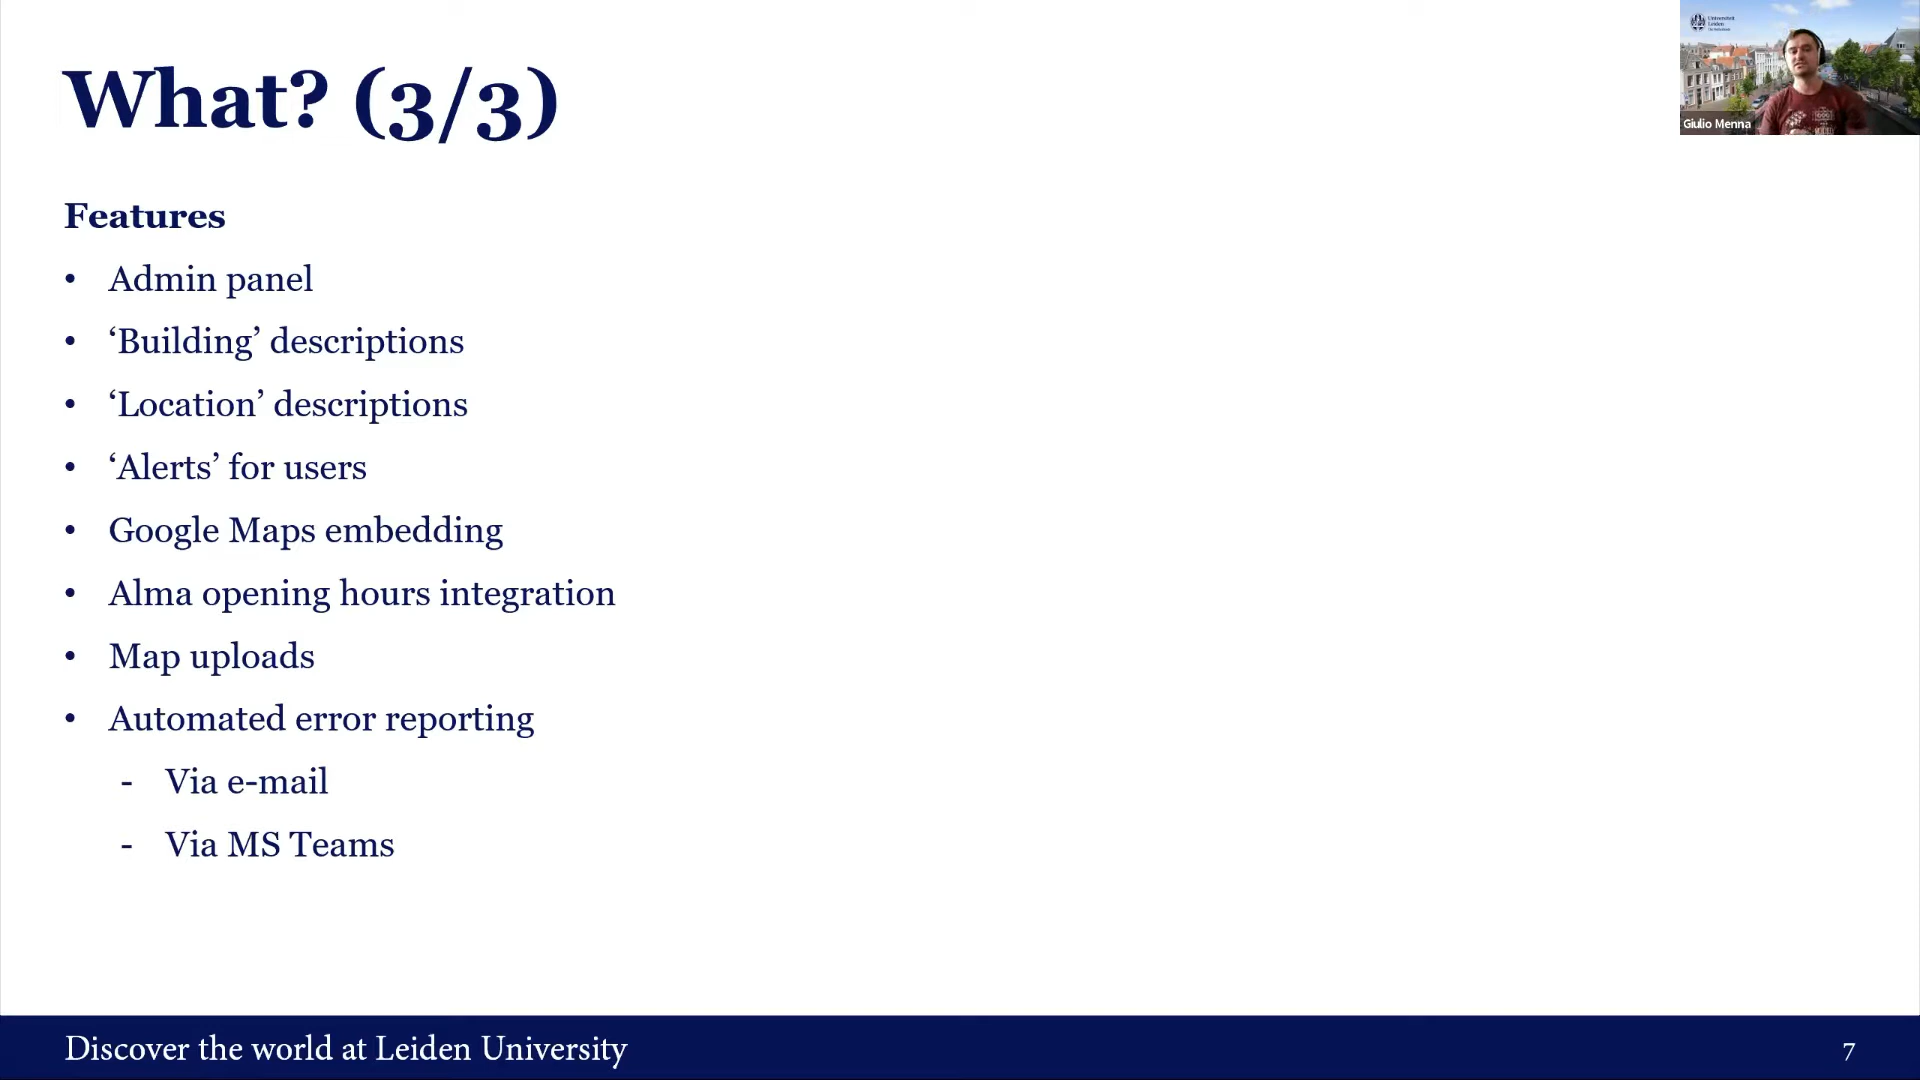 What? (3/3)
Features
• Admin panel
• ‘Building’ descriptions
• ‘Location’ descriptions
• ‘Alerts’ for users
• Google Maps embedding
• Alma opening hours integration
• Map uploads
• Automated error reporting
- Via e-mail
- Via MS Teams
Universiteit
Leiden
Giulio Menna
Discover the world at Leiden University
7